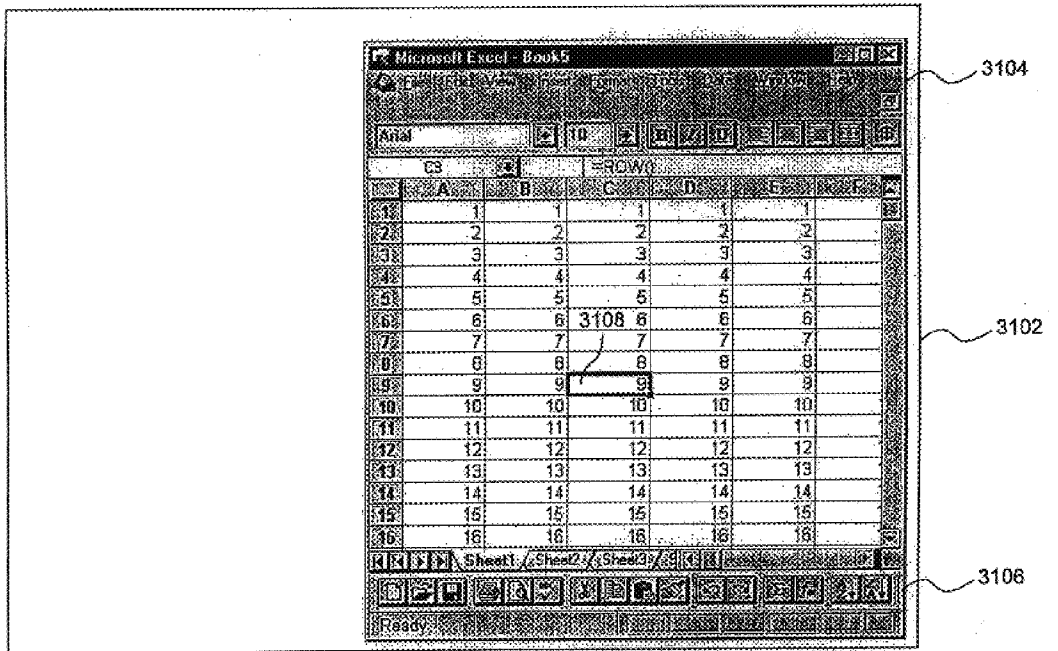 Microsoft Excel - Book5
3104
Arial 10 B I U
C9 =ROW()
A B C D E F
1 1 1 1 1 1
2 2 2 2 2 2
3 3 3 3 3 3
4 4 4 4 4 4
5 5 5 5 5 5
6 6 6 3108 6 6 6
3102
7 7 7 7 7 7
8 8 8 8 8 8
9 9 9 9 9 9
10 10 10 10 10 10
11 11 11 11 11 11
12 12 12 12 12 12
13 13 13 13 13 13
14 14 14 14 14 14
15 15 15 15 15 15
16 16 16 16 16 16
Sheet1 Sheet2 Sheet3
3106
Ready